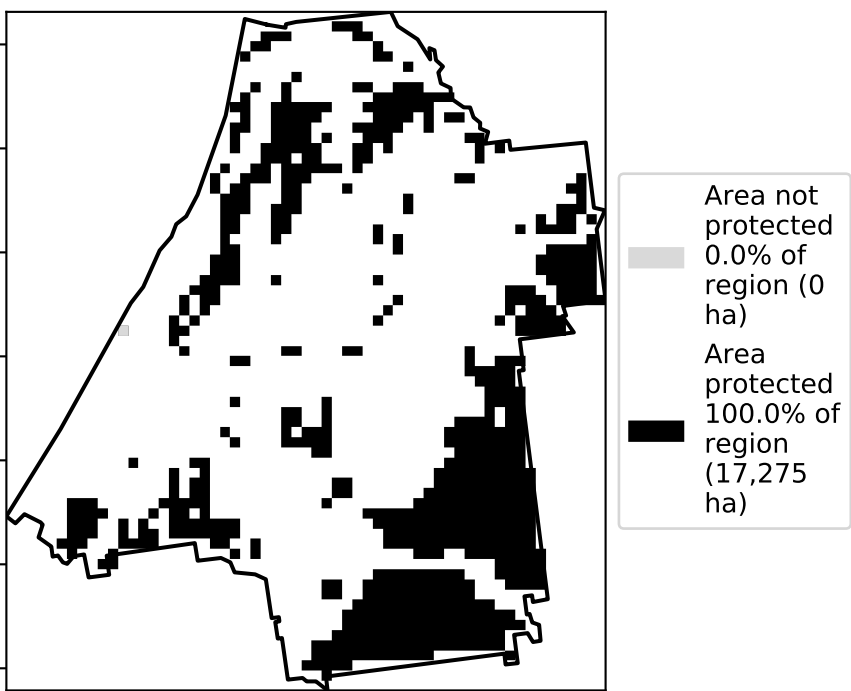 Area not
protected
0.0% of
region (0
ha)
Area
protected
100.0% of
region
(17,275
ha)